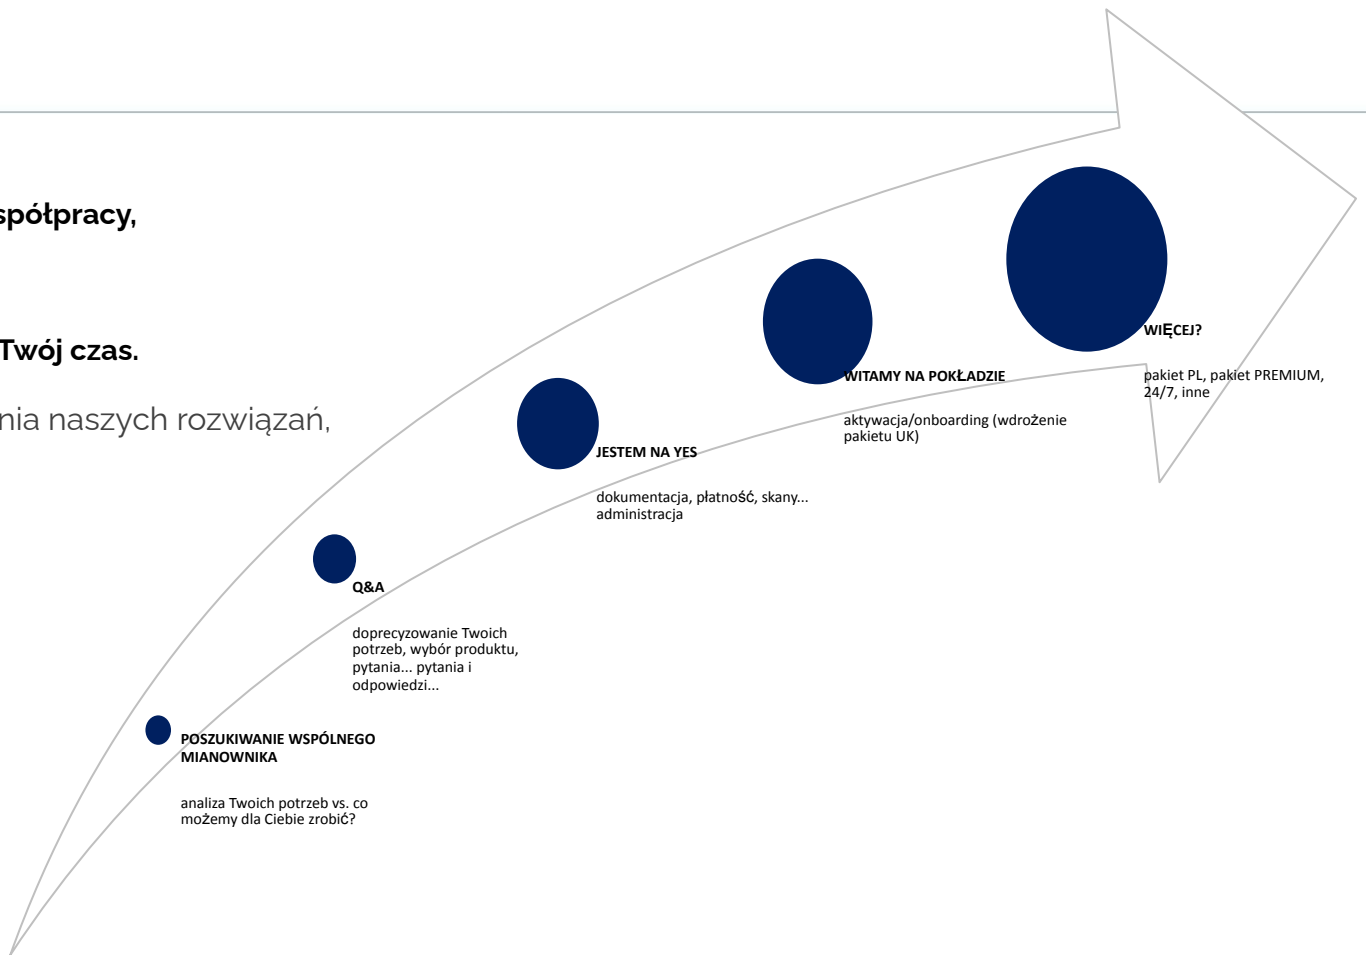 spółpracy,
Twój czas.
nia naszych rozwiązań,
WIĘCEJ?
pakiet PL, pakiet PREMIUM,
24/7, inne
WITAMY NA POKŁADZIE
aktywacja/onboarding (wdrożenie
pakietu UK)
JESTEM NA YES
dokumentacja, płatność, skany...
administracja
Q&A
doprecyzowanie Twoich
potrzeb, wybór produktu,
pytania... pytania i
odpowiedzi...
POSZUKIWANIE WSPÓLNEGO
MIANOWNIKA
analiza Twoich potrzeb vs. co
możemy dla Ciebie zrobić?